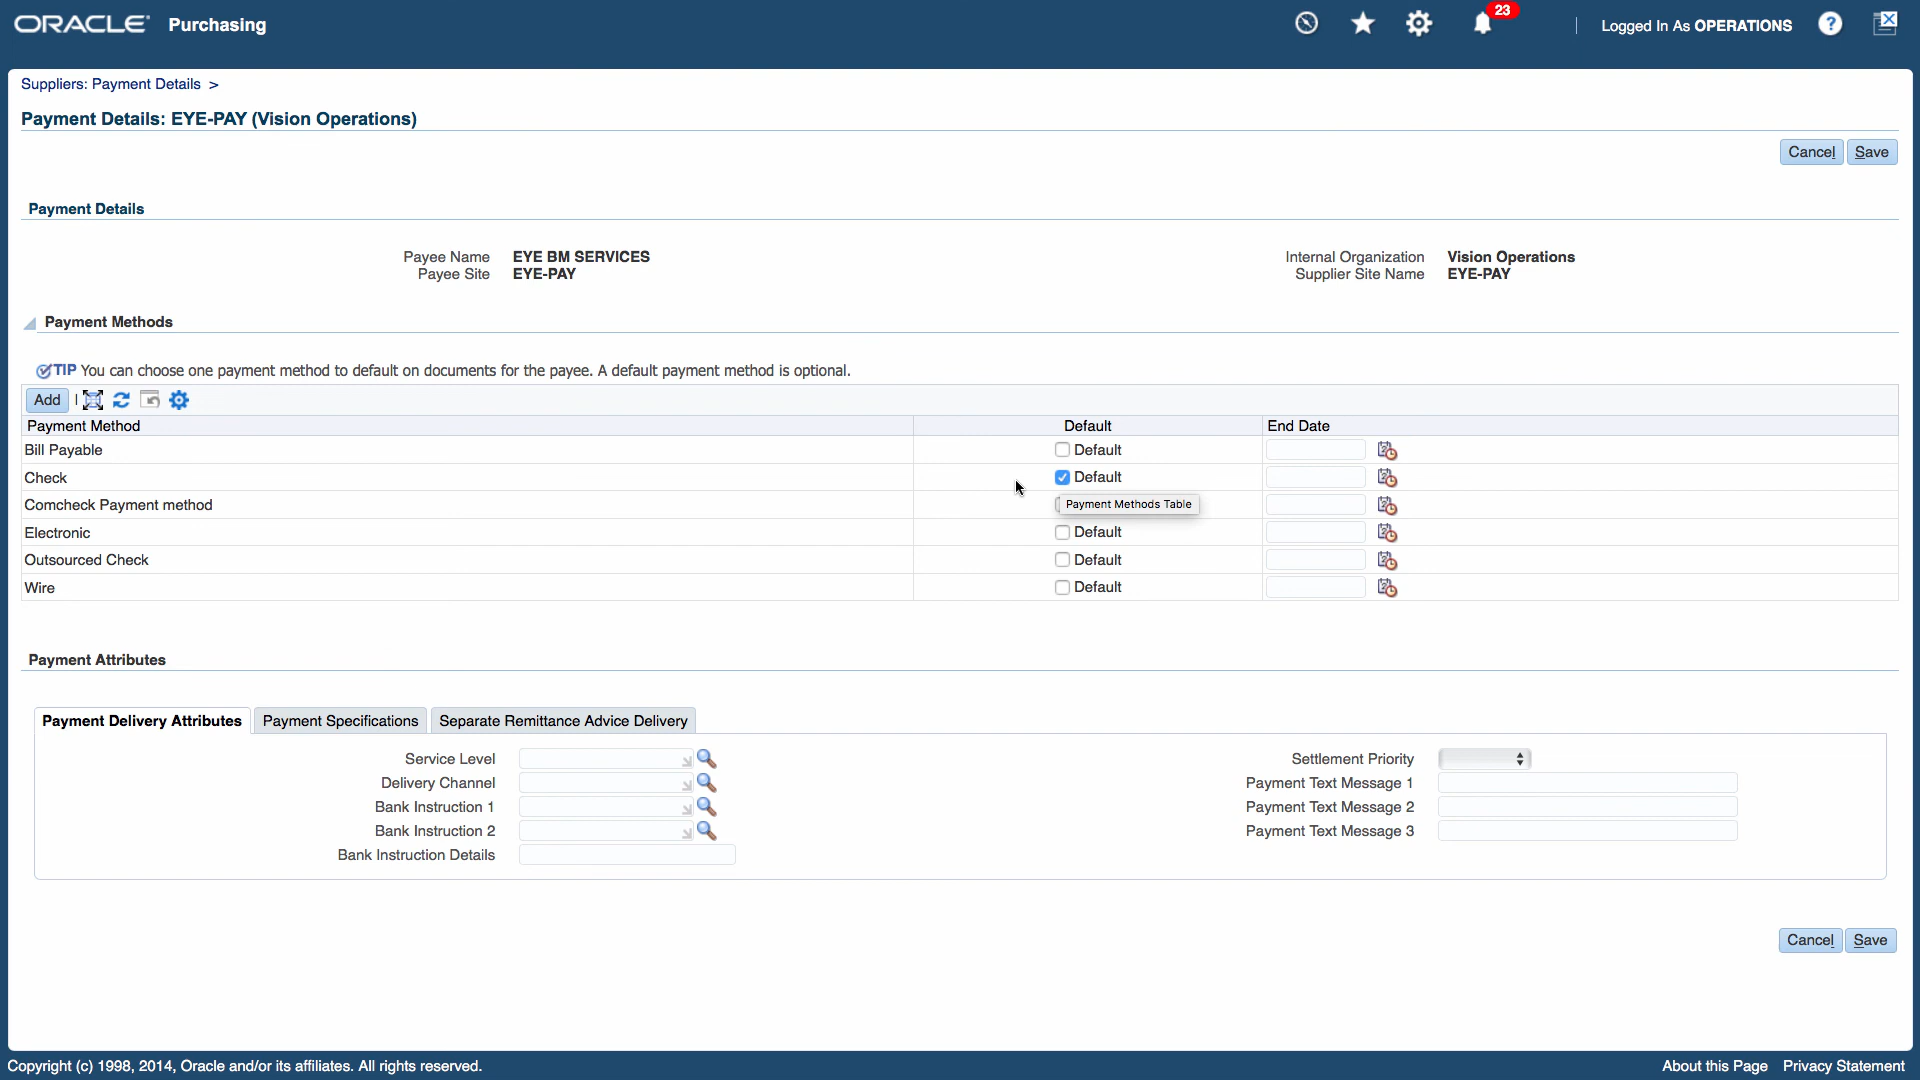 ORACLE Purchasing
23
Logged In As OPERATIONS
Suppliers: Payment Details >
Payment Details: EYE-PAY (Vision Operations)
Cancel Save
Payment Details
Payee Name EYE BM SERVICES
Payee Site EYE-PAY
Internal Organization Vision Operations
Supplier Site Name EYE-PAY
Payment Methods
TIP You can choose one payment method to default on documents for the payee. A default payment method is optional.
Add
Payment Method Default End Date
Bill Payable Default
Check Default
Comcheck Payment method
Payment Methods Table
Electronic Default
Outsourced Check Default
Wire Default
Payment Attributes
Payment Delivery Attributes Payment Specifications Separate Remittance Advice Delivery
Service Level
Delivery Channel
Bank Instruction 1
Bank Instruction 2
Bank Instruction Details
Settlement Priority
Payment Text Message 1
Payment Text Message 2
Payment Text Message 3
Cancel Save
Copyright (c) 1998, 2014, Oracle and/or its affiliates. All rights reserved.
About this Page Privacy Statement